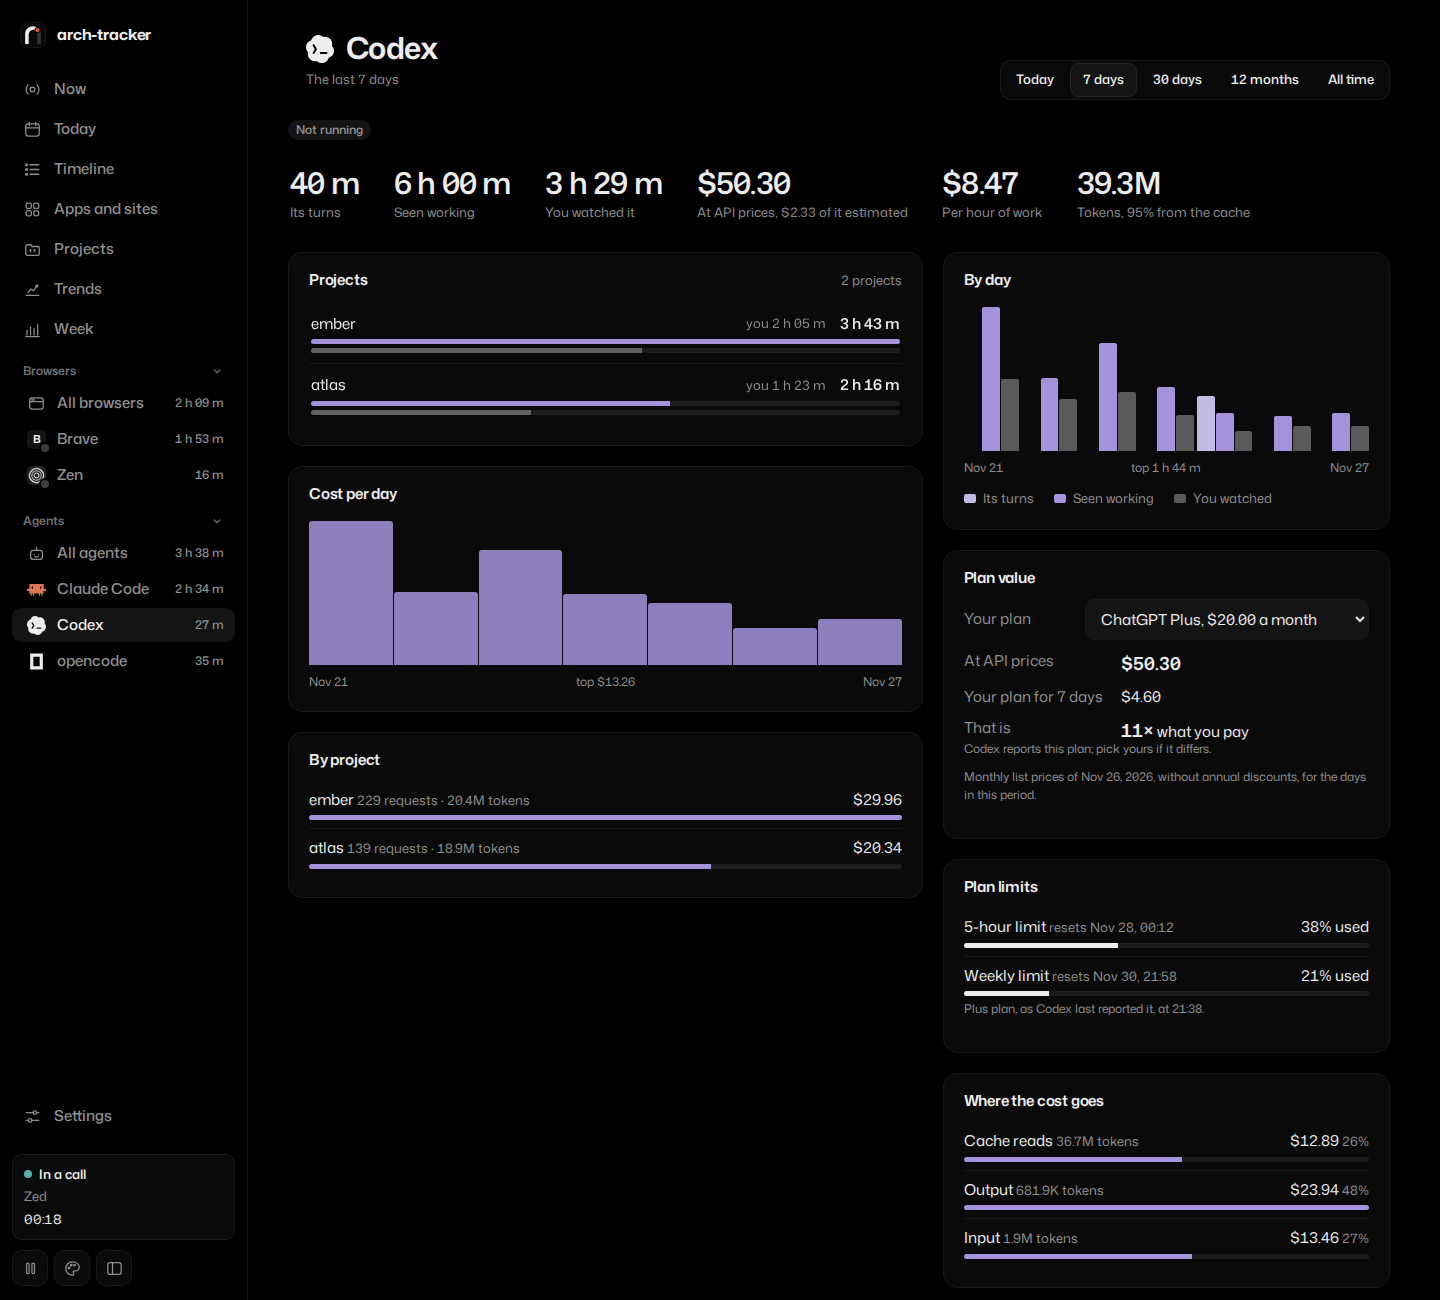 arch-tracker
Now
Today
Timeline
Apps and sites
Projects
Trends
Week
Browsers
All browsers 2 h 09 m
B Brave 1 h 53 m
Zen 16 m
Agents
All agents 3 h 38 m
Claude Code 2 h 34 m
Codex 27 m
opencode 35 m
Settings
In a call
Zed
00:18
Codex
The last 7 days
Today 7 days 30 days 12 months All time
Not running
40 m 6 h 00 m 3 h 29 m $50.30 $8.47 39.3M
Its turns Seen working You watched it At API prices, $2.33 of it estimated Per hour of work Tokens, 95% from the cache
Projects 2 projects
ember you 2 h 05 m 3 h 43 m
atlas you 1 h 23 m 2 h 16 m
Cost per day
Nov 21 top $13.26 Nov 27
By project
ember 229 requests · 20.4M tokens $29.96
atlas 139 requests · 18.9M tokens $20.34
By day
Nov 21 top 1 h 44 m Nov 27
Its turns Seen working You watched
Plan value
Your plan ChatGPT Plus, $20.00 a month
At API prices $50.30
Your plan for 7 days $4.60
That is 11× what you pay
Codex reports this plan; pick yours if it differs.
Monthly list prices of Nov 26, 2026, without annual discounts, for the days
in this period.
Plan limits
5-hour limit resets Nov 28, 00:12 38% used
Weekly limit resets Nov 30, 21:58 21% used
Plus plan, as Codex last reported it, at 21:38.
Where the cost goes
Cache reads 36.7M tokens $12.89 26%
Output 681.9K tokens $23.94 48%
Input 1.9M tokens $13.46 27%